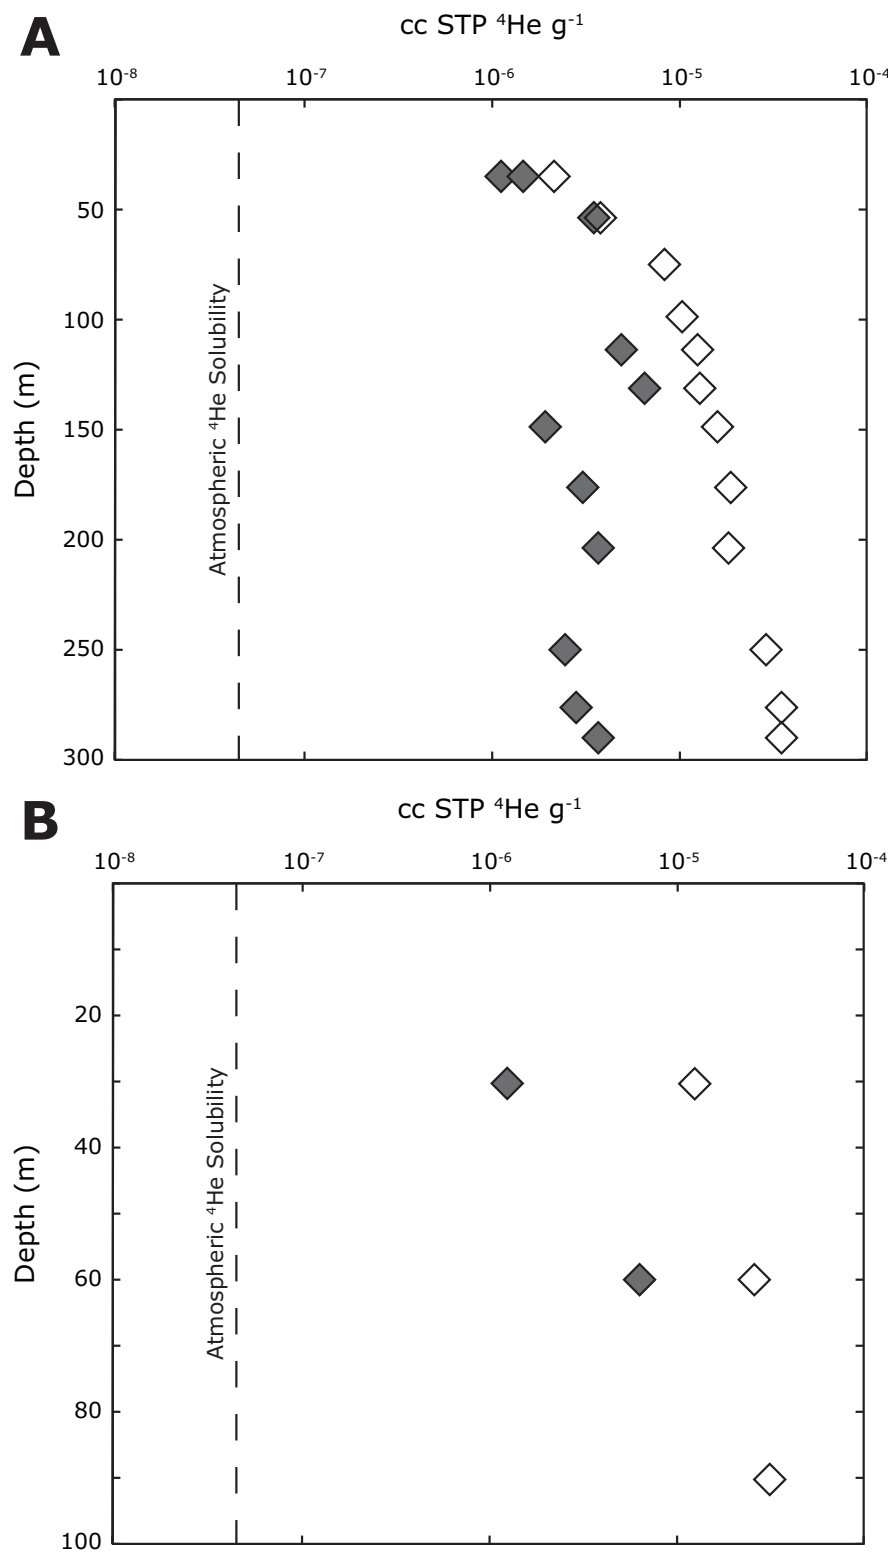 A
cc STP ⁴He g⁻¹
10⁻⁸ 10⁻⁷ 10⁻⁶ 10⁻⁵ 10⁻⁴
50
100
150
200
250
300
Depth (m)
Atmospheric ⁴He Solubility
B
cc STP ⁴He g⁻¹
10⁻⁸ 10⁻⁷ 10⁻⁶ 10⁻⁵ 10⁻⁴
20
40
60
80
100
Depth (m)
Atmospheric ⁴He Solubility